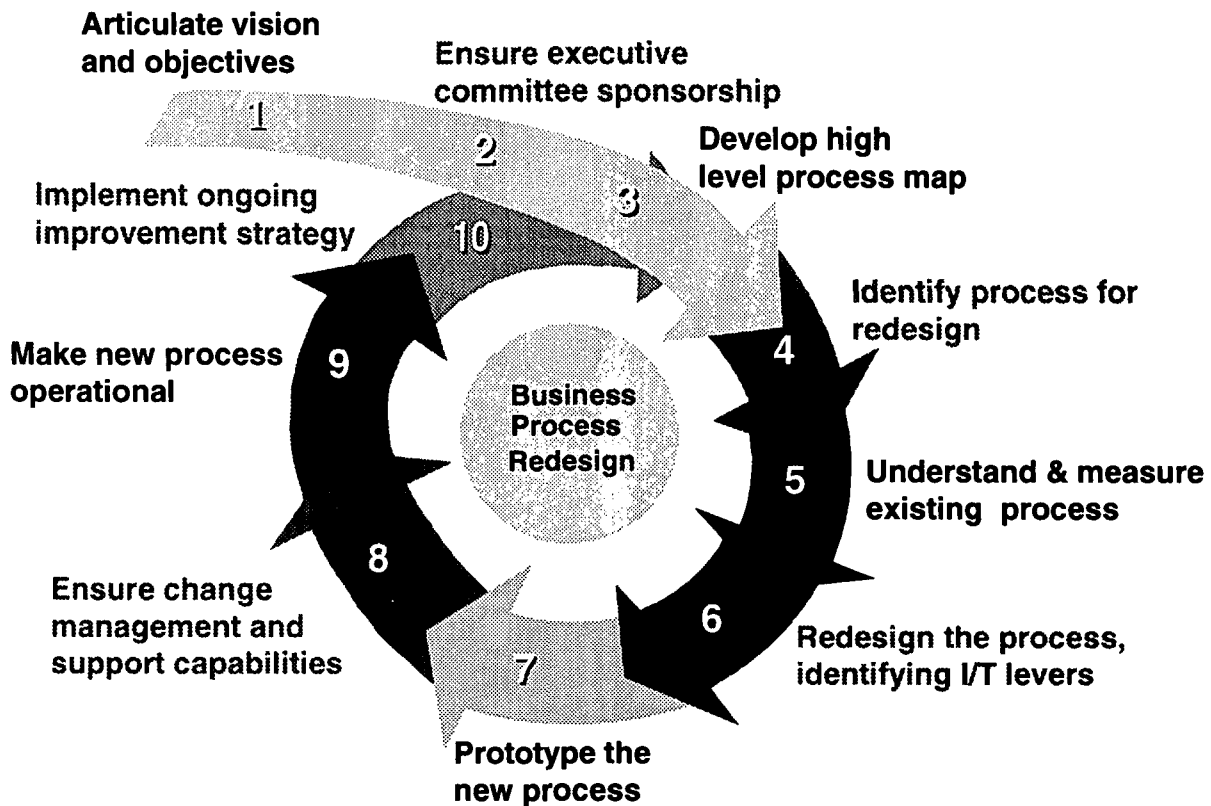 Articulate vision
and objectives
1
Ensure executive
committee sponsorship
2
Develop high
level process map
3
Identify process for
redesign
4
Understand & measure
existing process
5
Redesign the process,
identifying I/T levers
6
Prototype the
new process
7
Ensure change
management and
support capabilities
8
Make new process
operational
9
Implement ongoing
improvement strategy
10
Business
Process
Redesign